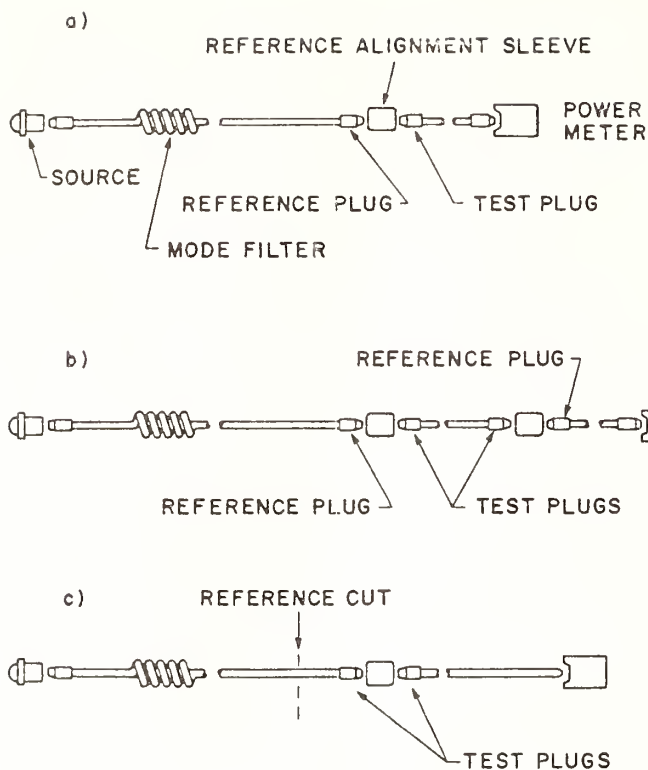 a)
REFERENCE ALIGNMENT SLEEVE
POWER
METER
SOURCE
REFERENCE PLUG
TEST PLUG
MODE FILTER
b)
REFERENCE PLUG
REFERENCE PLUG
TEST PLUGS
c)
REFERENCE CUT
TEST PLUGS